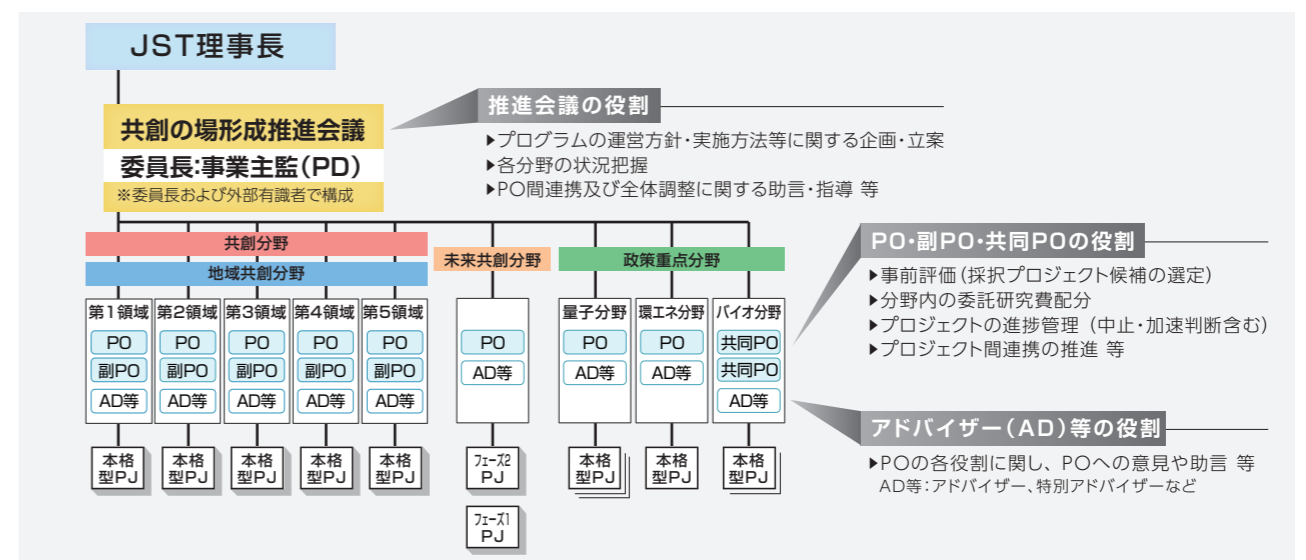 JST理事長
共創の場形成推進会議
委員長:事業主監(PD)
※委員長および外部有識者で構成
推進会議の役割
▶プログラムの運営方針・実施方法等に関する企画・立案
▶各分野の状況把握
▶PO間連携及び全体調整に関する助言・指導 等
共創分野
地域共創分野
未来共創分野
政策重点分野
第1領域 第2領域 第3領域 第4領域 第5領域
PO PO PO PO PO
副PO 副PO 副PO 副PO 副PO
AD等 AD等 AD等 AD等 AD等
PO
AD等
量子分野 環エネ分野 バイオ分野
PO PO 共同PO
AD等 AD等 共同PO
AD等
本格 本格 本格 本格 本格
型PJ 型PJ 型PJ 型PJ 型PJ
フェーズ2
PJ
フェーズ1
PJ
本格 本格 本格
型PJ 型PJ 型PJ
PO・副PO・共同POの役割
▶事前評価(採択プロジェクト候補の選定)
▶分野内の委託研究費配分
▶プロジェクトの進捗管理(中止・加速判断含む)
▶プロジェクト間連携の推進 等
アドバイザー(AD)等の役割
▶POの各役割に関し、POへの意見や助言 等
AD等:アドバイザー、特別アドバイザーなど